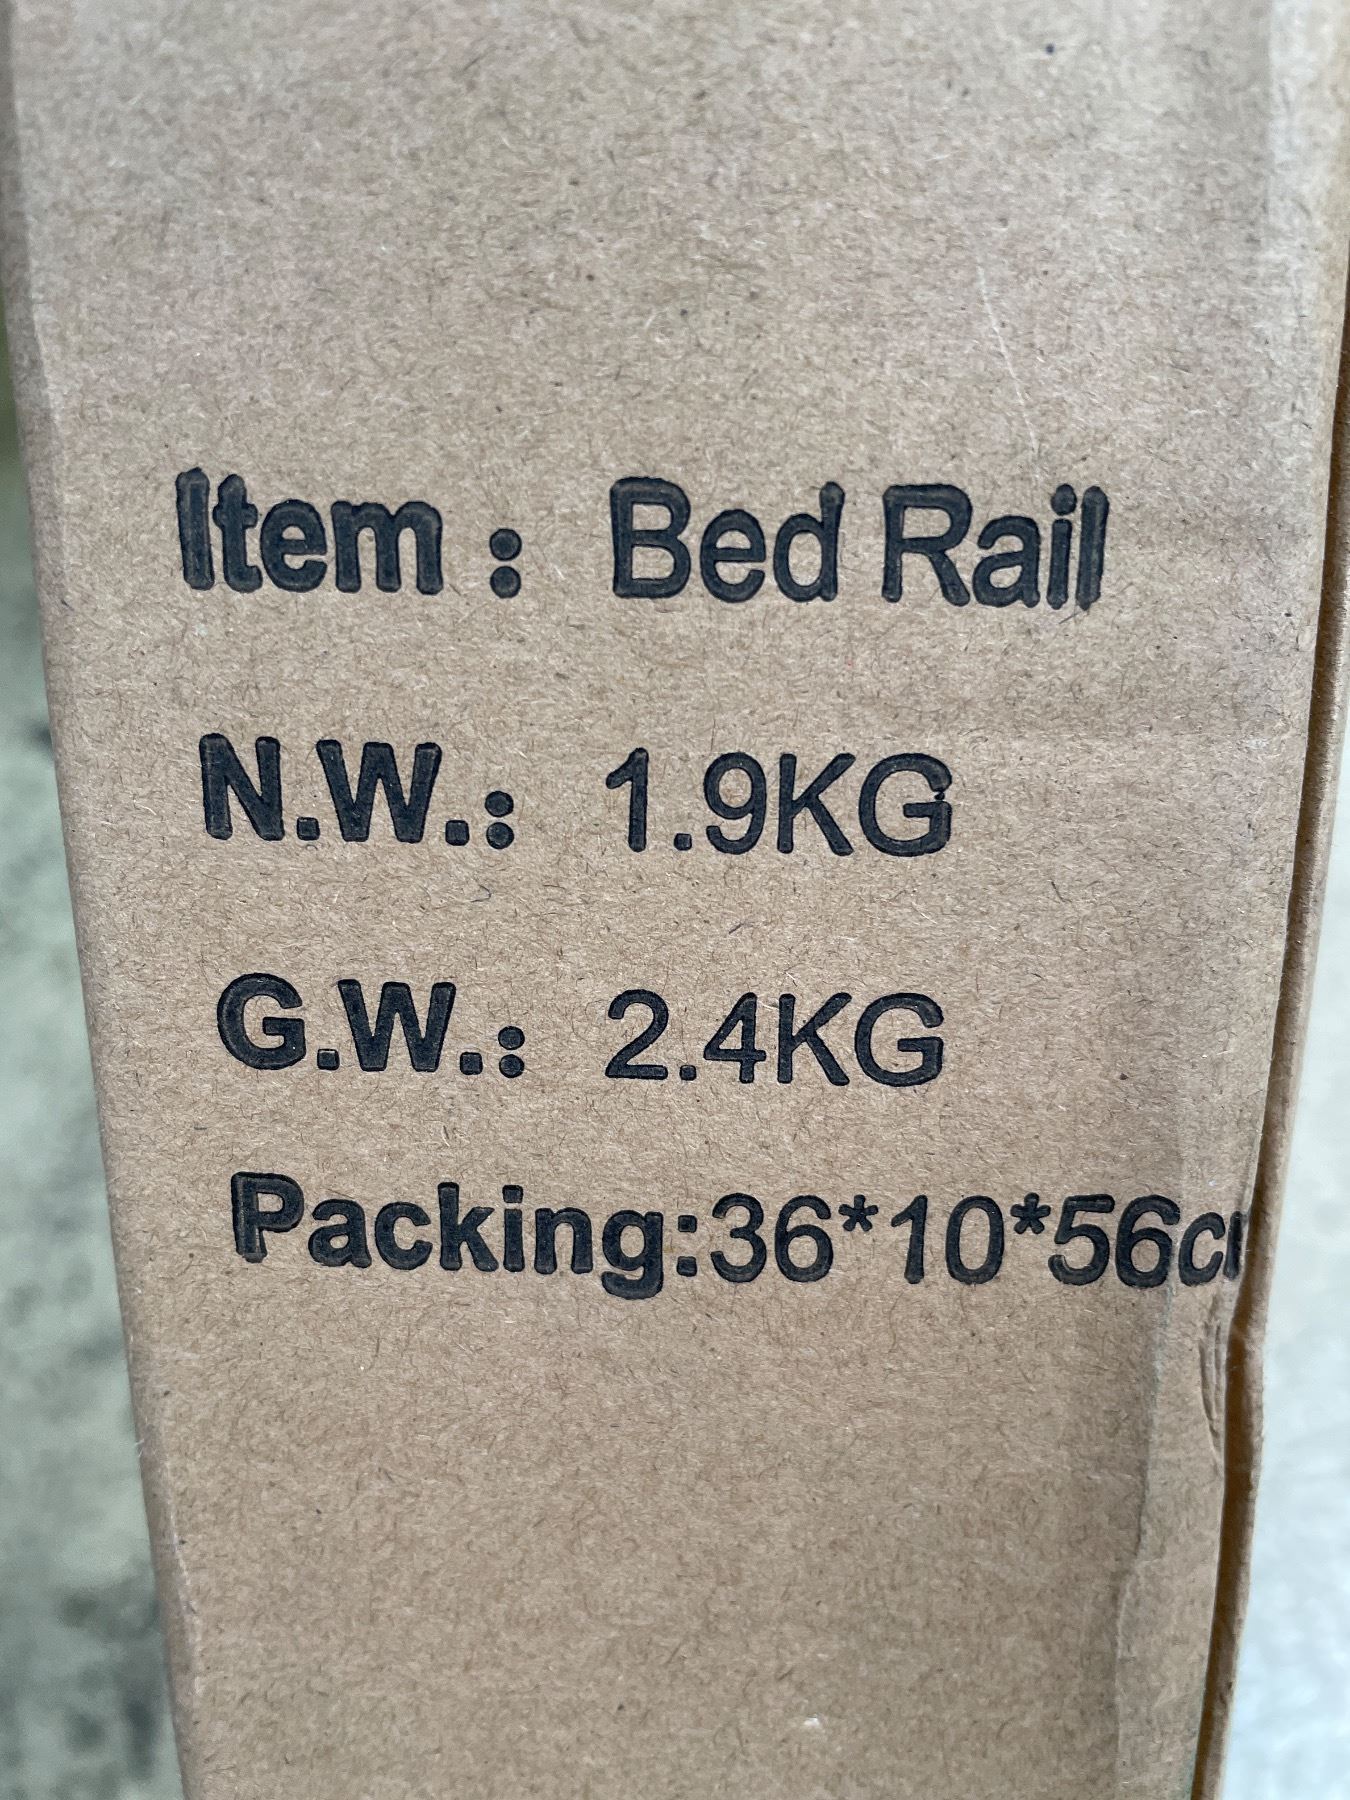 Item : Bed Rail
N.W.: 1.9KG
G.W.: 2.4KG
Packing:36*10*56c